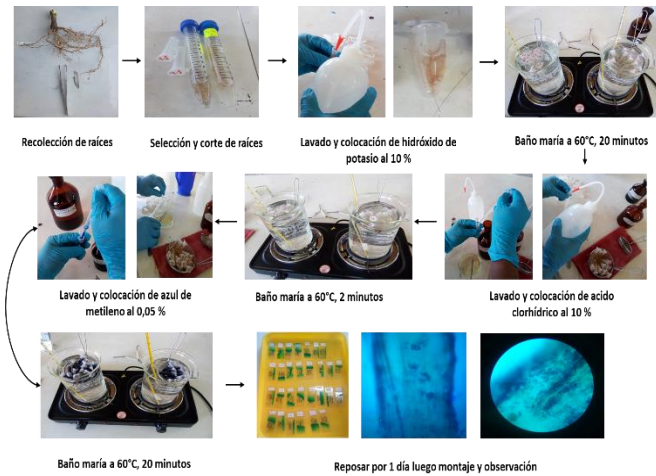 Recolección de raíces
Selección y corte de raíces
Lavado y colocación de hidróxido de
potasio al 10 %
Baño maría a 60°C, 20 minutos
Lavado y colocación de azul de
metileno al 0,05 %
Baño maría a 60°C, 2 minutos
Lavado y colocación de acido
clorhídrico al 10 %
Baño maría a 60°C, 20 minutos
Reposar por 1 día luego montaje y observación